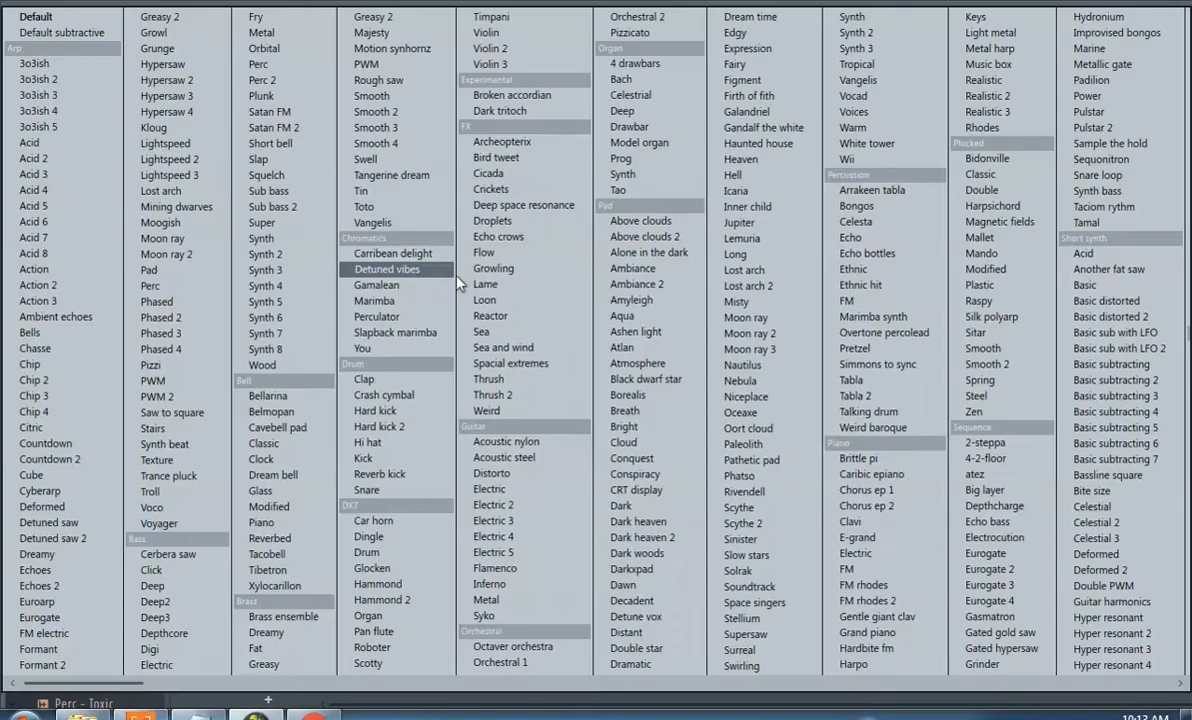 Default
Default subtractive
Arp
3o3ish
3o3ish 2
3o3ish 3
3o3ish 4
3o3ish 5
Acid
Acid 2
Acid 3
Acid 4
Acid 5
Acid 6
Acid 7
Acid 8
Action
Action 2
Action 3
Ambient echoes
Bells
Chasse
Chip
Chip 2
Chip 3
Chip 4
Citric
Countdown
Countdown 2
Cube
Cyberarp
Deformed
Detuned saw
Detuned saw 2
Dreamy
Echoes
Echoes 2
Euroarp
Eurogate
FM electric
Formant
Formant 2
Greasy 2
Growl
Grunge
Hypersaw
Hypersaw 2
Hypersaw 3
Hypersaw 4
Kloug
Lightspeed
Lightspeed 2
Lightspeed 3
Lost arch
Mining dwarves
Moogish
Moon ray
Moon ray 2
Pad
Perc
Phased
Phased 2
Phased 3
Phased 4
Pizzi
PWM
PWM 2
Saw to square
Stairs
Synth beat
Texture
Trance pluck
Troll
Voco
Voyager
Bass
Cerbera saw
Click
Deep
Deep2
Deep3
Depthcore
Digi
Electric
Fry
Metal
Orbital
Perc
Perc 2
Plunk
Satan FM
Satan FM 2
Short bell
Slap
Squelch
Sub bass
Sub bass 2
Super
Synth
Synth 2
Synth 3
Synth 4
Synth 5
Synth 6
Synth 7
Synth 8
Wood
Bell
Bellarina
Belmopan
Cavebell pad
Classic
Clock
Dream bell
Glass
Modified
Piano
Reverbed
Tacobell
Tibetron
Xylocarillon
Brass
Brass ensemble
Dreamy
Fat
Greasy
Greasy 2
Majesty
Motion synhornz
PWM
Rough saw
Smooth
Smooth 2
Smooth 3
Smooth 4
Swell
Tangerine dream
Tin
Toto
Vangelis
Chromatics
Carribean delight
Detuned vibes
Gamalean
Marimba
Perculator
Slapback marimba
You
Drum
Clap
Crash cymbal
Hard kick
Hard kick 2
Hi hat
Kick
Reverb kick
Snare
DX7
Car horn
Dingle
Drum
Glocken
Hammond
Hammond 2
Organ
Pan flute
Roboter
Scotty
Timpani
Violin
Violin 2
Violin 3
Experimental
Broken accordian
Dark tritoch
FX
Archeopterix
Bird tweet
Cicada
Crickets
Deep space resonance
Droplets
Echo crows
Flow
Growling
Lame
Loon
Reactor
Sea
Sea and wind
Spacial extremes
Thrush
Thrush 2
Weird
Guitar
Acoustic nylon
Acoustic steel
Distorto
Electric
Electric 2
Electric 3
Electric 4
Electric 5
Flamenco
Inferno
Metal
Syko
Orchestral
Octaver orchestra
Orchestral 1
Orchestral 2
Pizzicato
Organ
4 drawbars
Bach
Celestrial
Deep
Drawbar
Model organ
Prog
Synth
Tao
Pad
Above clouds
Above clouds 2
Alone in the dark
Ambiance
Ambiance 2
Amyleigh
Aqua
Ashen light
Atlan
Atmosphere
Black dwarf star
Borealis
Breath
Bright
Cloud
Conquest
Conspiracy
CRT display
Dark
Dark heaven
Dark heaven 2
Dark woods
Darkxpad
Dawn
Decadent
Detune vox
Distant
Double star
Dramatic
Dream time
Edgy
Expression
Fairy
Figment
Firth of fith
Galandriel
Gandalf the white
Haunted house
Heaven
Hell
Icaria
Inner child
Jupiter
Lemuria
Long
Lost arch
Lost arch 2
Misty
Moon ray
Moon ray 2
Moon ray 3
Nautilus
Nebula
Niceplace
Oceaxe
Oort cloud
Paleolith
Pathetic pad
Phatso
Rivendell
Scythe
Scythe 2
Sinister
Slow stars
Solrak
Soundtrack
Space singers
Stellium
Supersaw
Surreal
Swirling
Synth
Synth 2
Synth 3
Tropical
Vangelis
Vocad
Voices
Warm
White tower
Wii
Percussion
Arrakeen tabla
Bongos
Celesta
Echo
Echo bottles
Ethnic
Ethnic hit
FM
Marimba synth
Overtone percolead
Pretzel
Simmons to sync
Tabla
Tabla 2
Talking drum
Weird baroque
Piano
Brittle pi
Caribic epiano
Chorus ep 1
Chorus ep 2
Clavi
E-grand
Electric
FM
FM rhodes
FM rhodes 2
Gentle giant clav
Grand piano
Hardbite fm
Harpo
Keys
Light metal
Metal harp
Music box
Realistic
Realistic 2
Realistic 3
Rhodes
Plucked
Bidonville
Classic
Double
Harpsichord
Magnetic fields
Mallet
Mando
Modified
Plastic
Raspy
Silk polyarp
Sitar
Smooth
Smooth 2
Spring
Steel
Zen
Sequence
2-steppa
4-2-floor
atez
Big layer
Depthcharge
Echo bass
Electrocution
Eurogate
Eurogate 2
Eurogate 3
Eurogate 4
Gasmatron
Gated gold saw
Gated hypersaw
Grinder
Hydronium
Improvised bongos
Marine
Metallic gate
Padilion
Power
Pulstar
Pulstar 2
Sample the hold
Sequonitron
Snare loop
Synth bass
Taciom rythm
Tamal
Short synth
Acid
Another fat saw
Basic
Basic distorted
Basic distorted 2
Basic sub with LFO
Basic sub with LFO 2
Basic subtracting
Basic subtracting 2
Basic subtracting 3
Basic subtracting 4
Basic subtracting 5
Basic subtracting 6
Basic subtracting 7
Bassline square
Bite size
Celestial
Celestial 2
Celestial 3
Deformed
Deformed 2
Double PWM
Guitar harmonics
Hyper resonant
Hyper resonant 2
Hyper resonant 3
Hyper resonant 4
Perc - Toxic
10:13 AM